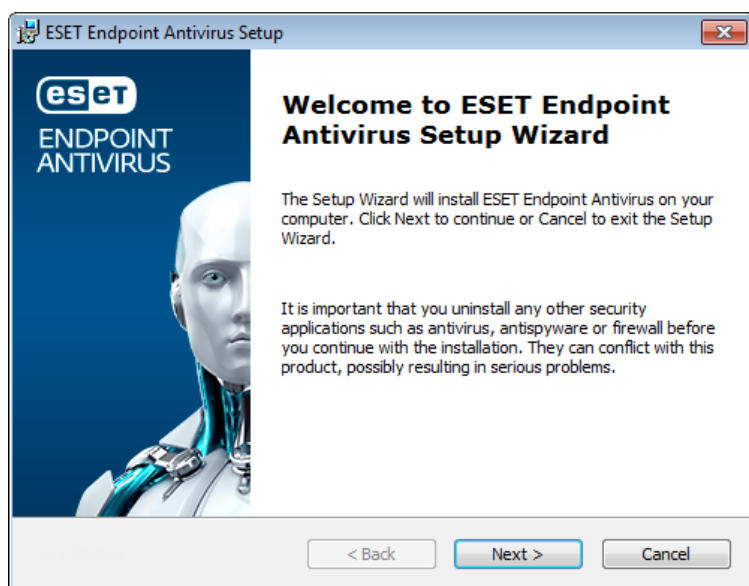 ESET Endpoint Antivirus Setup
eset
ENDPOINT
ANTIVIRUS
Welcome to ESET Endpoint
Antivirus Setup Wizard
The Setup Wizard will install ESET Endpoint Antivirus on your
computer. Click Next to continue or Cancel to exit the Setup
Wizard.
It is important that you uninstall any other security
applications such as antivirus, antispyware or firewall before
you continue with the installation. They can conflict with this
product, possibly resulting in serious problems.
< Back
Next >
Cancel